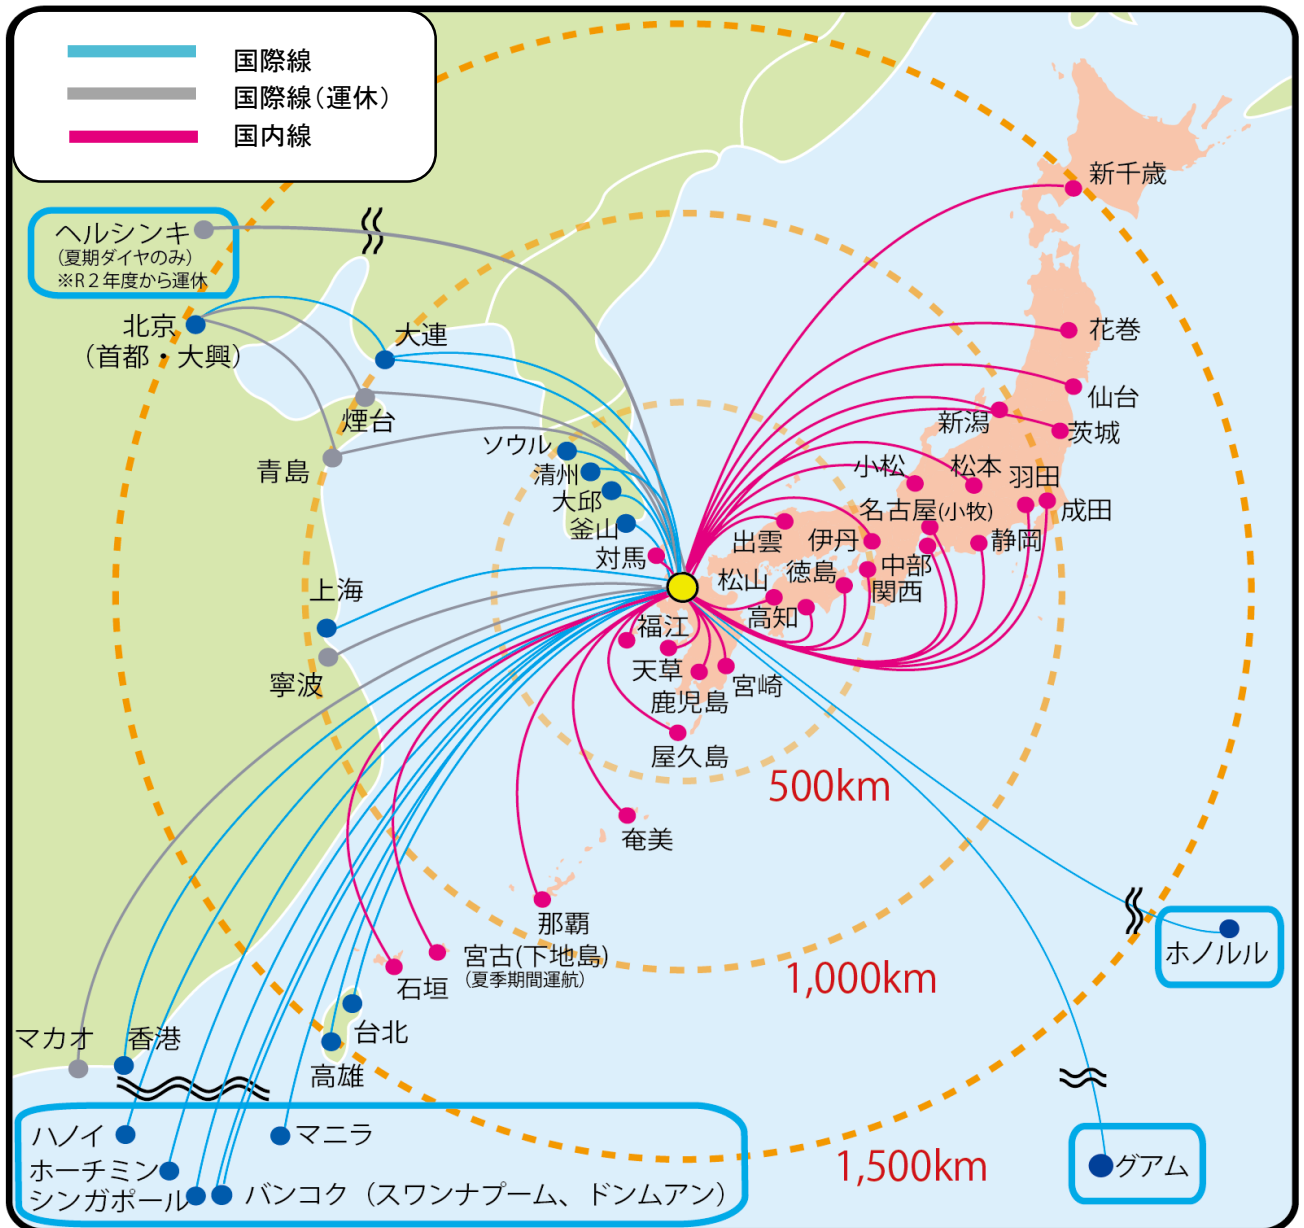 国際線
国際線(運休)
国内線
新千歳
ヘルシンキ
(夏期ダイヤのみ)
※R２年度から運休
北京
（首都・大興）
大連
花巻
煙台
仙台
新潟
茨城
ソウル
青島
清州
小松
松本
羽田
大邱
名古屋(小牧)
成田
釜山
出雲
伊丹
静岡
対馬
松山
徳島
中部
関西
上海
高知
福江
天草
寧波
宮崎
鹿児島
屋久島
500km
奄美
那覇
宮古(下地島)
(夏季期間運航)
石垣
1,000km
ホノルル
マカオ
香港
台北
高雄
ハノイ
マニラ
ホーチミン
シンガポール
バンコク（スワンナプーム、ドンムアン）
1,500km
グアム